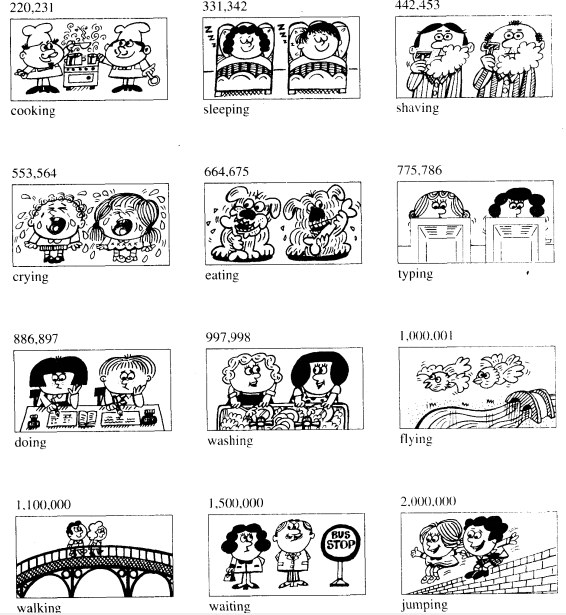 220,231 331,342 442,453
cooking sleeping shaving
553,564 664,675 775,786
crying eating typing
886,897 997,998 1,000,001
doing washing flying
1,100,000 1,500,000 2,000,000
BUS
STOP
walking waiting jumping